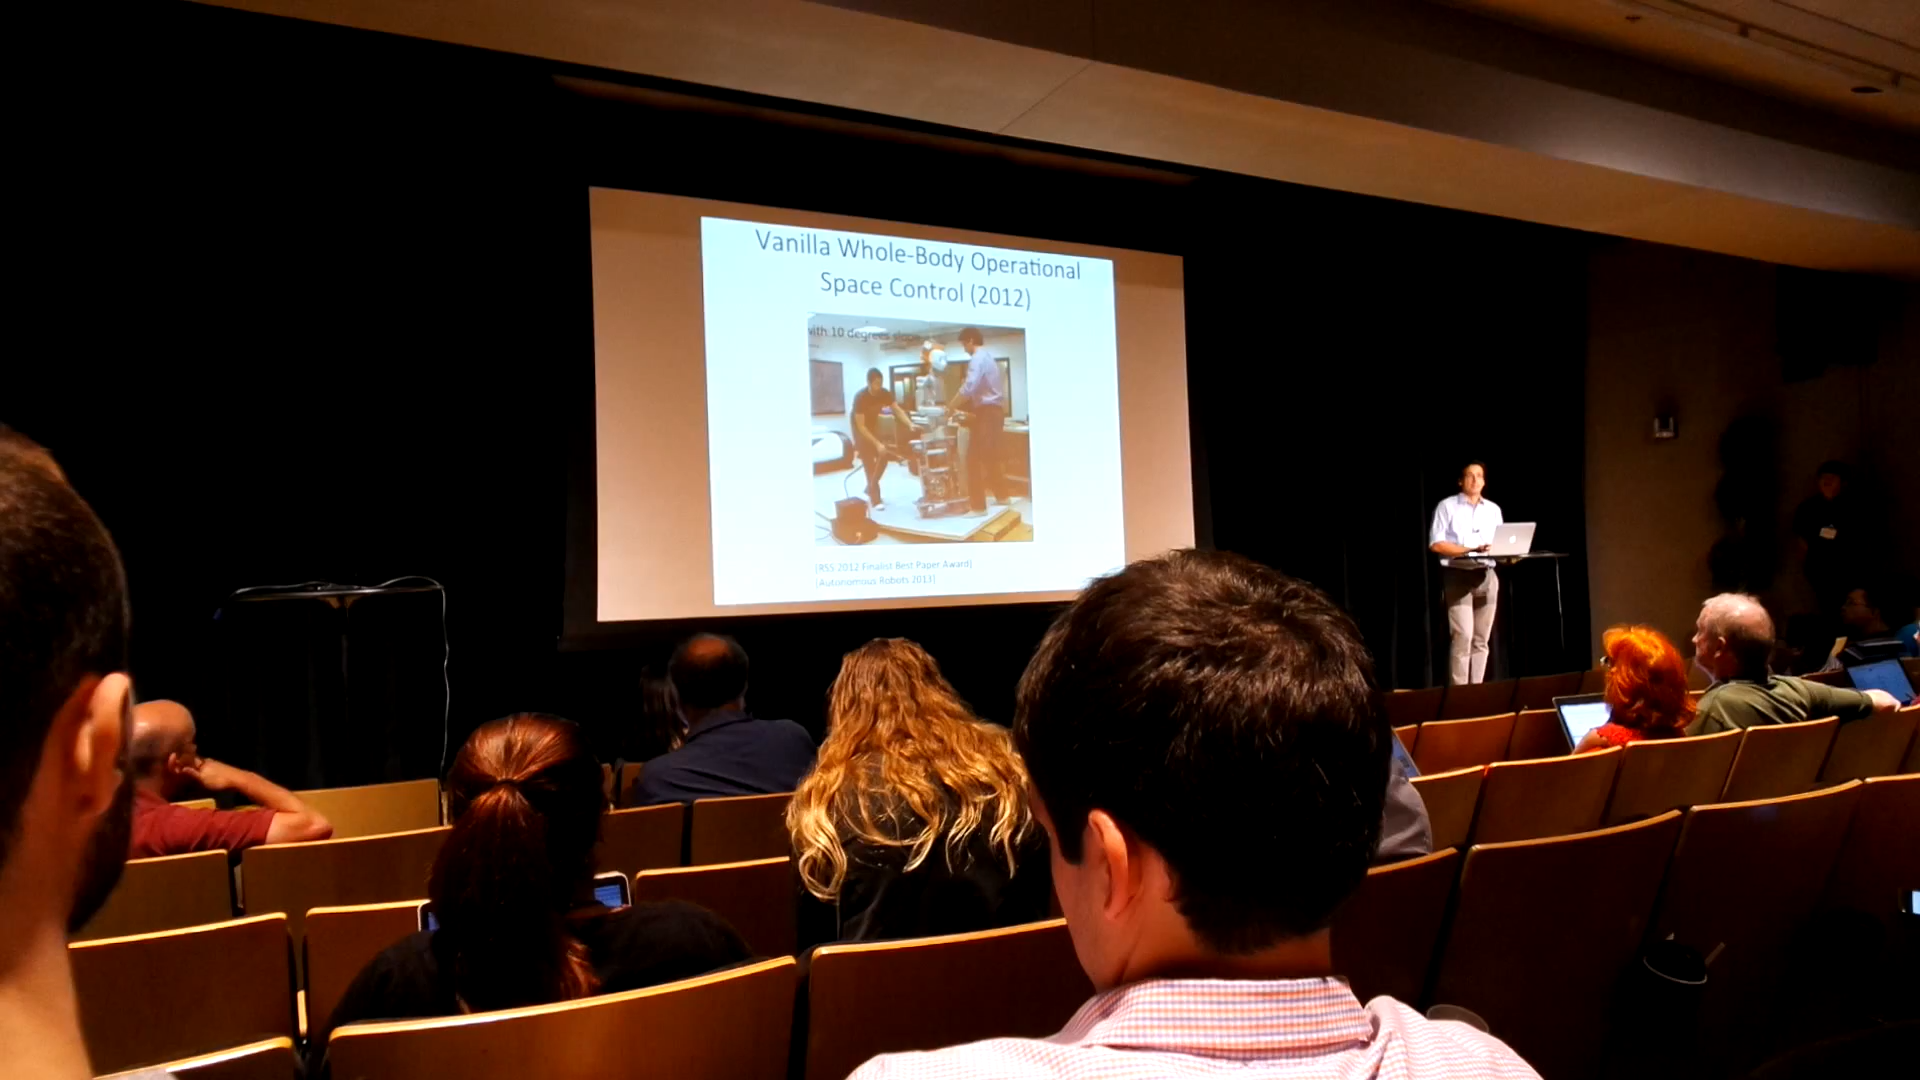 Vanilla Whole-Body Operational
Space Control (2012)
with 10 degrees slope
[RSS 2012 Finalist Best Paper Award]
[Autonomous Robots 2013]